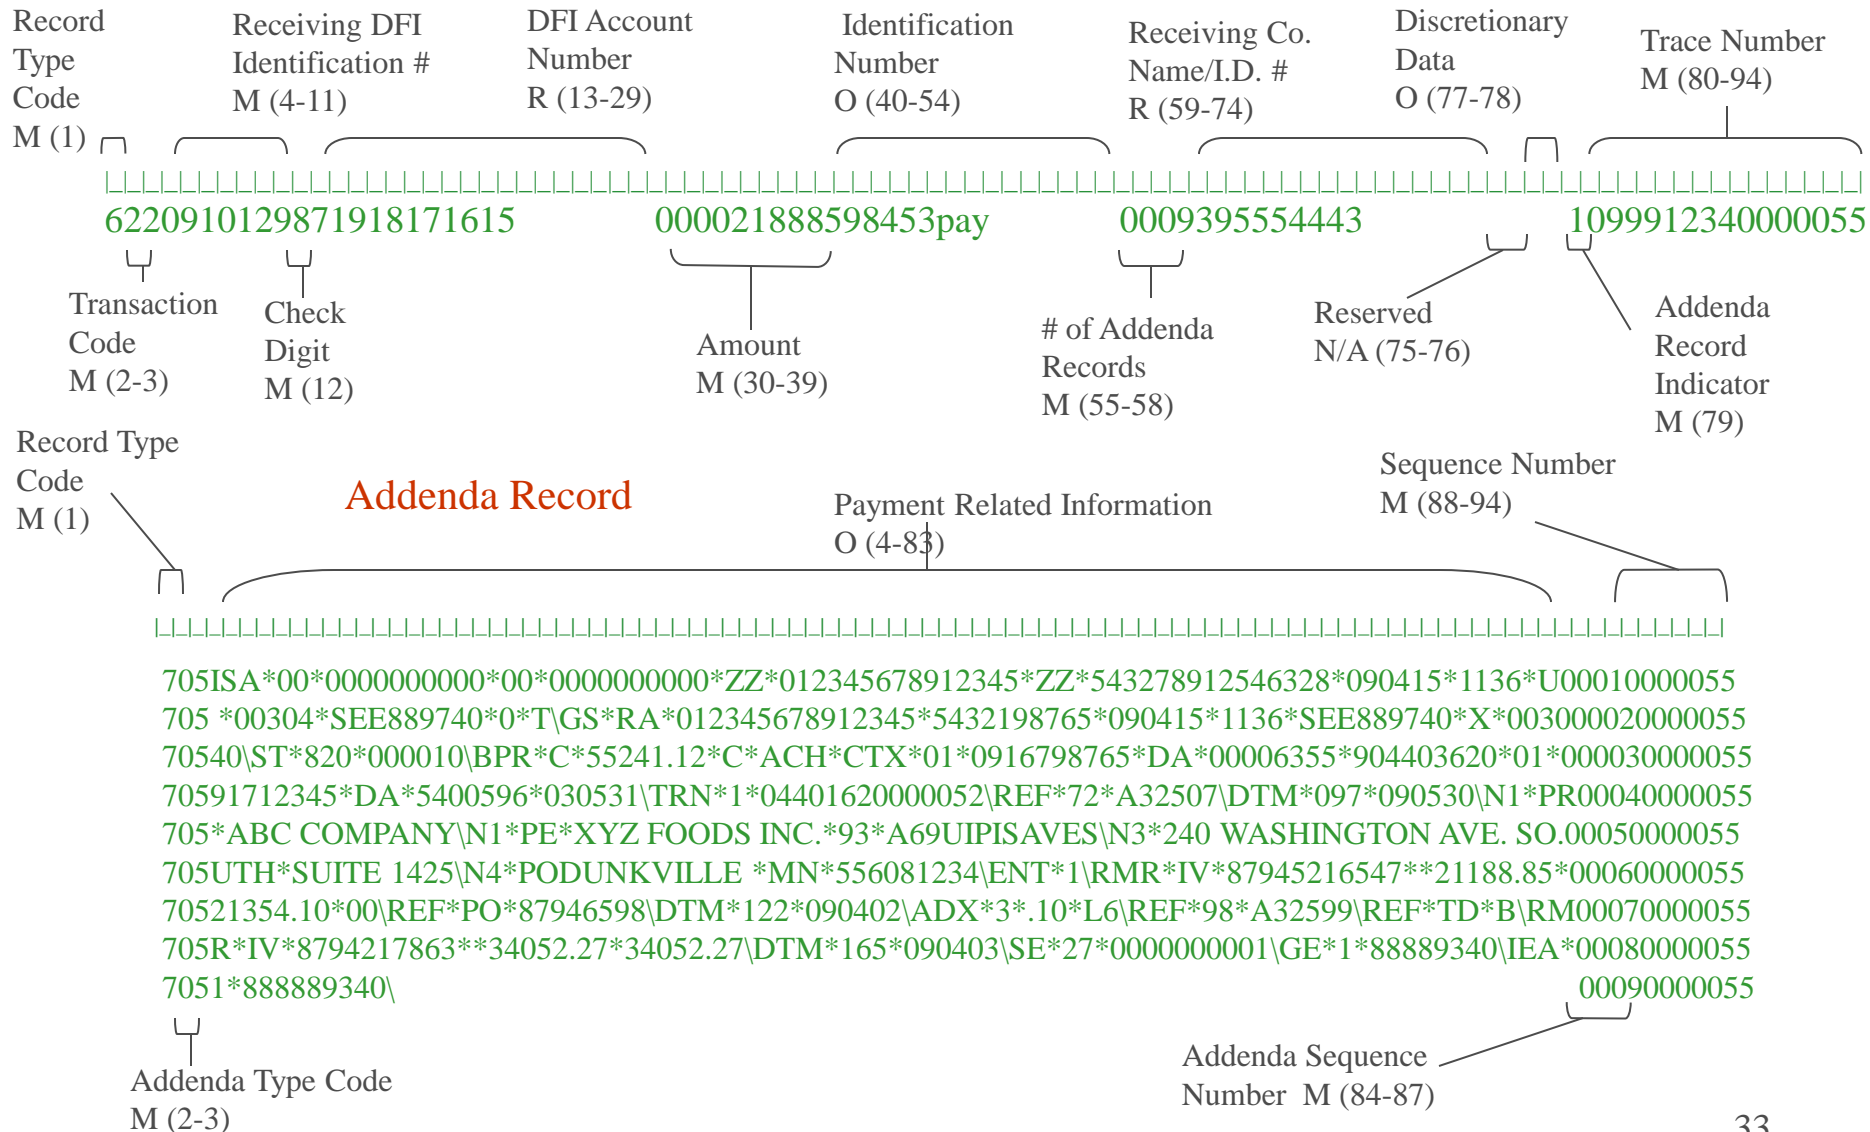 Record
Type
Code
M (1)
Receiving DFI
Identification #
M (4-11)
DFI Account
Number
R (13-29)
Identification
Number
O (40-54)
Receiving Co.
Name/I.D. #
R (59-74)
Discretionary
Data
O (77-78)
Trace Number
M (80-94)
6220910129871918171615 000021888598453pay 0009395554443 1099912340000055
Transaction
Code
M (2-3)
Check
Digit
M (12)
Amount
M (30-39)
# of Addenda
Records
M (55-58)
Reserved
N/A (75-76)
Addenda
Record
Indicator
M (79)
Record Type
Code
M (1)
Addenda Record
Payment Related Information
O (4-83)
Sequence Number
M (88-94)
705ISA*00*0000000000*00*0000000000*ZZ*012345678912345*ZZ*543278912546328*090415*1136*U00010000055
705 *00304*SEE889740*0*T\GS*RA*012345678912345*5432198765*090415*1136*SEE889740*X*003000020000055
70540\ST*820*000010\BPR*C*55241.12*C*ACH*CTX*01*0916798765*DA*00006355*904403620*01*000030000055
70591712345*DA*5400596*030531\TRN*1*04401620000052\REF*72*A32507\DTM*097*090530\N1*PR00040000055
705*ABC COMPANY\N1*PE*XYZ FOODS INC.*93*A69UIPISAVES\N3*240 WASHINGTON AVE. SO.00050000055
705UTH*SUITE 1425\N4*PODUNKVILLE *MN*556081234\ENT*1\RMR*IV*87945216547**21188.85*00060000055
70521354.10*00\REF*PO*87946598\DTM*122*090402\ADX*3*.10*L6\REF*98*A32599\REF*TD*B\RM00070000055
705R*IV*8794217863**34052.27*34052.27\DTM*165*090403\SE*27*0000000001\GE*1*88889340\IEA*00080000055
7051*888889340\ 00090000055
Addenda Type Code
M (2-3)
Addenda Sequence
Number M (84-87)
33